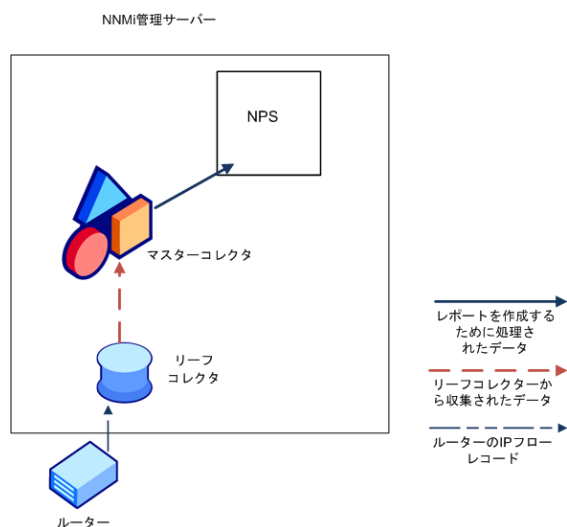 NNMi管理サーバー
NPS
マスターコレクタ
リーフ
コレクタ
ルーター
レポートを作成する
ために処理さ
れたデータ
リーフコレクターか
ら収集されたデータ
ルーターのIPフロー
レコード